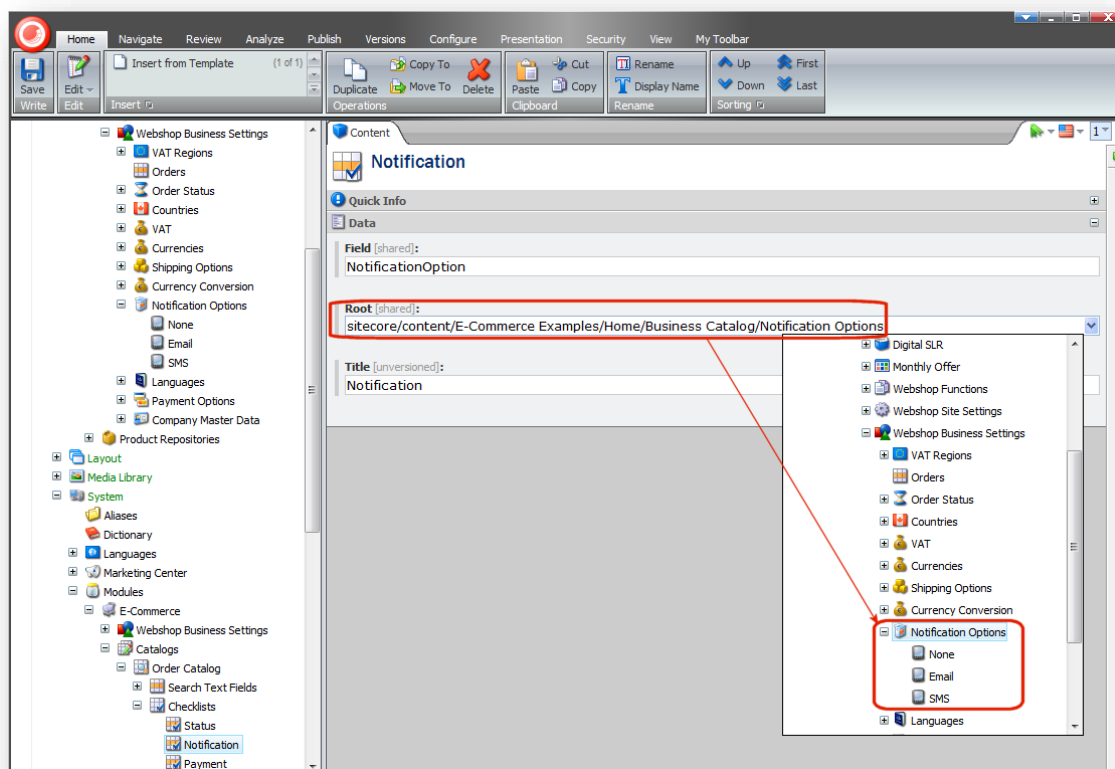 Home Navigate Review Analyze Publish Versions Configure Presentation Security View My Toolbar
Insert from Template (1 of 1)
Copy To
Move To
Cut
Copy
Rename
Display Name
Up
Down
First
Last
Save
Edit
Duplicate
Delete
Paste
Write
Edit
Insert
Operations
Clipboard
Rename
Sorting
Webshop Business Settings
VAT Regions
Orders
Order Status
Countries
VAT
Currencies
Shipping Options
Currency Conversion
Notification Options
None
Email
SMS
Languages
Payment Options
Company Master Data
Product Repositories
Layout
Media Library
System
Aliases
Dictionary
Languages
Marketing Center
Modules
E-Commerce
Webshop Business Settings
Catalogs
Order Catalog
Search Text Fields
Checklists
Status
Notification
Payment
Content
1
Notification
Quick Info
Data
Field [shared]:
NotificationOption
Root [shared]:
sitecore/content/E-Commerce Examples/Home/Business Catalog/Notification Options
Title [unversioned]:
Notification
Digital SLR
Monthly Offer
Webshop Functions
Webshop Site Settings
Webshop Business Settings
VAT Regions
Orders
Order Status
Countries
VAT
Currencies
Shipping Options
Currency Conversion
Notification Options
None
Email
SMS
Languages